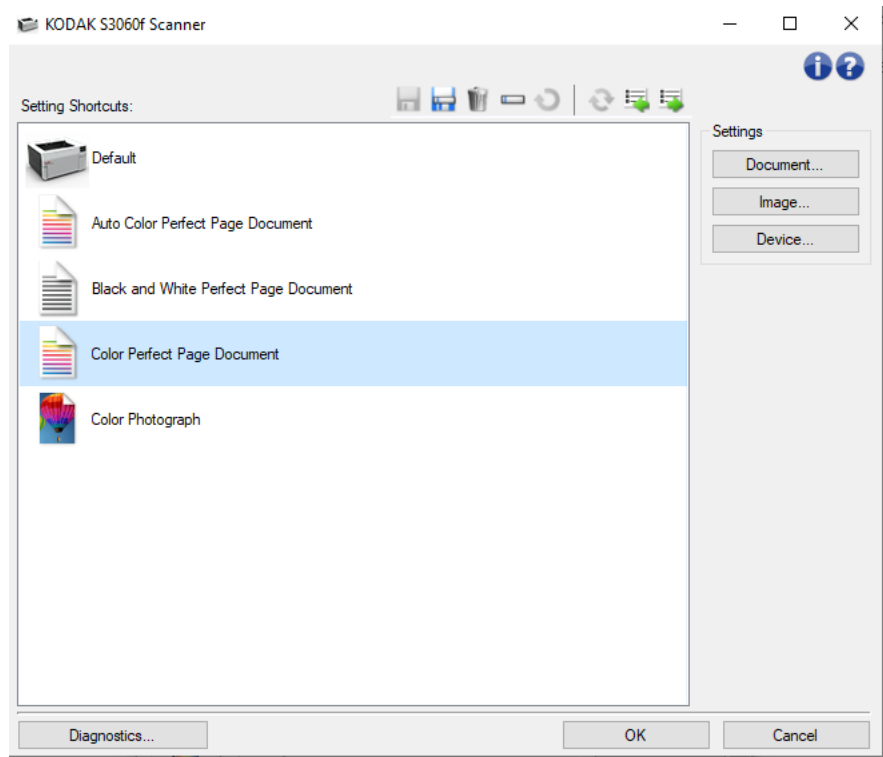 KODAK S3060f Scanner
Setting Shortcuts:
Default
Auto Color Perfect Page Document
Black and White Perfect Page Document
Color Perfect Page Document
Color Photograph
Settings
Document...
Image...
Device...
Diagnostics...
OK
Cancel